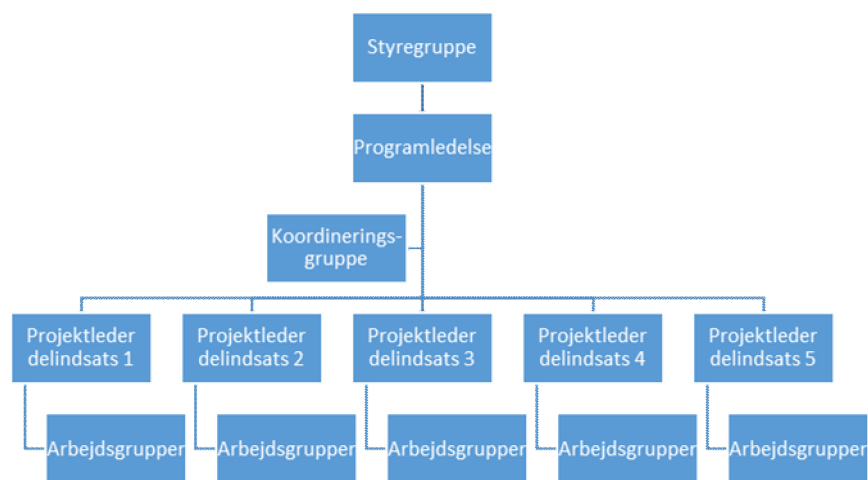 Styregruppe
Programledelse
Koordinerings-
gruppe
Projektleder
delindsats 1
Projektleder
delindsats 2
Projektleder
delindsats 3
Projektleder
delindsats 4
Projektleder
delindsats 5
Arbejdsgrupper
Arbejdsgrupper
Arbejdsgrupper
Arbejdsgrupper
Arbejdsgrupper